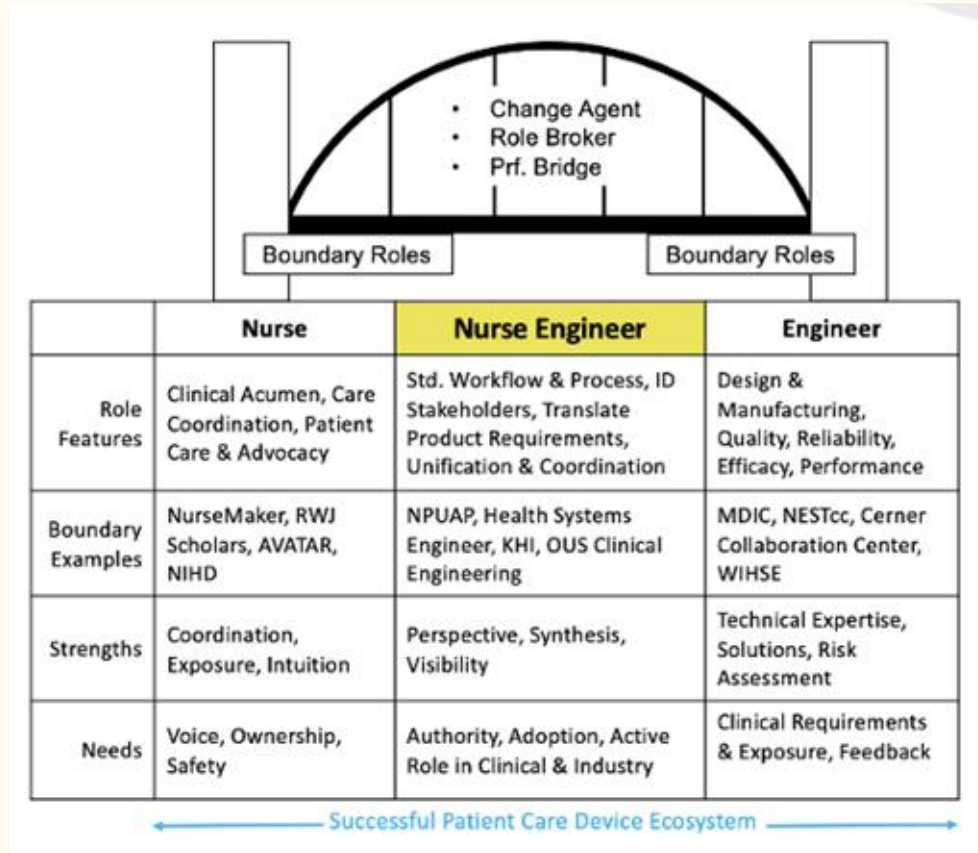 • Change Agent
• Role Broker
• Prf. Bridge
Boundary Roles
Boundary Roles
Nurse
Nurse Engineer
Engineer
Role
Features
Clinical Acumen, Care
Coordination, Patient
Care & Advocacy
Std. Workflow & Process, ID
Stakeholders, Translate
Product Requirements,
Unification & Coordination
Design &
Manufacturing,
Quality, Reliability,
Efficacy, Performance
Boundary
Examples
NurseMaker, RWJ
Scholars, AVATAR,
NIHD
NPUAP, Health Systems
Engineer, KHI, OUS Clinical
Engineering
MDIC, NESTcc, Cerner
Collaboration Center,
WIHSE
Strengths
Coordination,
Exposure, Intuition
Perspective, Synthesis,
Visibility
Technical Expertise,
Solutions, Risk
Assessment
Needs
Voice, Ownership,
Safety
Authority, Adoption, Active
Role in Clinical & Industry
Clinical Requirements
& Exposure, Feedback
Successful Patient Care Device Ecosystem